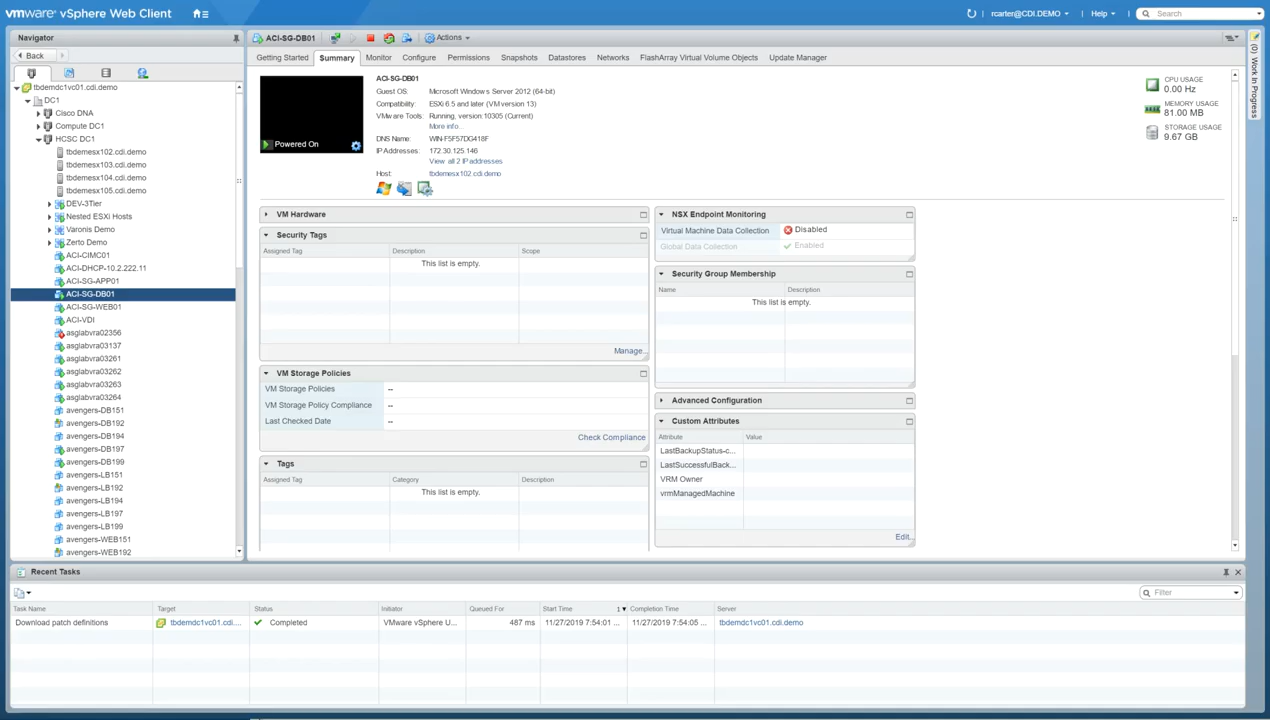 vmware vSphere Web Client
rcarter@CDI.DEMO
Help
Search
Navigator
Back
tbdemdc1vc01.cdi.demo
DC1
Cisco DNA
Compute DC1
HCSC DC1
tbdemesx102.cdi.demo
tbdemesx103.cdi.demo
tbdemesx104.cdi.demo
tbdemesx105.cdi.demo
DEV-3Tier
Nested ESXi Hosts
Varonis Demo
Zerto Demo
ACI-CIMC01
ACI-DHCP-10.2.222.11
ACI-SG-APP01
ACI-SG-DB01
ACI-SG-WEB01
ACI-VDI
asglabvra02356
asglabvra03137
asglabvra03261
asglabvra03262
asglabvra03263
asglabvra03264
avengers-DB151
avengers-DB192
avengers-DB194
avengers-DB197
avengers-DB199
avengers-LB151
avengers-LB192
avengers-LB194
avengers-LB197
avengers-LB199
avengers-WEB151
avengers-WEB192
ACI-SG-DB01
Actions
Getting Started Summary Monitor Configure Permissions Snapshots Datastores Networks FlashArray Virtual Volume Objects Update Manager
Powered On
ACI-SG-DB01
Guest OS: Microsoft Windows Server 2012 (64-bit)
Compatibility: ESXi 6.5 and later (VM version 13)
VMware Tools: Running, version:10305 (Current)
More info...
DNS Name: WIN-F5F57DG418F
IP Addresses: 172.30.125.146
View all 2 IP addresses
Host: tbdemesx102.cdi.demo
CPU USAGE
0.00 Hz
MEMORY USAGE
81.00 MB
STORAGE USAGE
9.67 GB
VM Hardware
Security Tags
Assigned Tag Description Scope
This list is empty.
Manage...
VM Storage Policies
VM Storage Policies --
VM Storage Policy Compliance --
Last Checked Date --
Check Compliance
Tags
Assigned Tag Category Description
This list is empty.
NSX Endpoint Monitoring
Virtual Machine Data Collection Disabled
Global Data Collection Enabled
Security Group Membership
Name Description
This list is empty.
Advanced Configuration
Custom Attributes
Attribute Value
LastBackupStatus-c...
LastSuccessfulBack...
VRM Owner
vrmManagedMachine
Edit...
(0) Work In Progress
Recent Tasks
Filter
Task Name Target Status Initiator Queued For Start Time 1 Completion Time Server
Download patch definitions tbdemdc1vc01.cdi.... Completed VMware vSphere U... 487 ms 11/27/2019 7:54:01 ... 11/27/2019 7:54:05 ... tbdemdc1vc01.cdi.demo